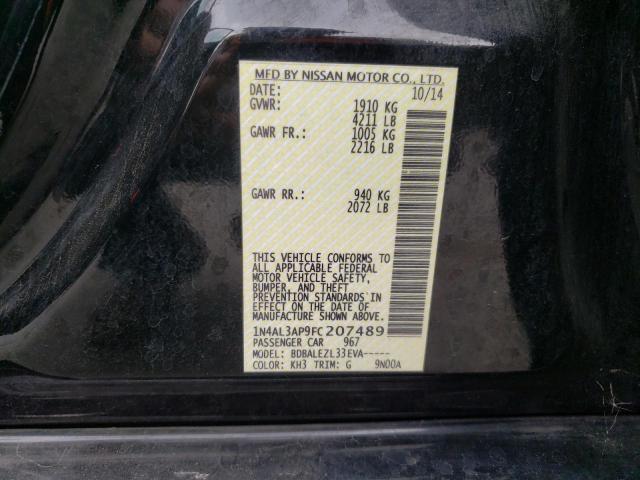 MFD BY NISSAN MOTOR CO., LTD.
DATE: 10/14
GVWR: 1910 KG
4211 LB
GAWR FR.: 1005 KG
2216 LB
GAWR RR.: 940 KG
2072 LB
THIS VEHICLE CONFORMS TO
ALL APPLICABLE FEDERAL
MOTOR VEHICLE SAFETY,
BUMPER, AND THEFT
PREVENTION STANDARDS IN
EFFECT ON THE DATE OF
MANUFACTURE SHOWN ABOVE.
1N4AL3AP9FC207489
PASSENGER CAR 967
MODEL: BDBALEZL33EVA-----
COLOR: KH3 TRIM: G 9N00A